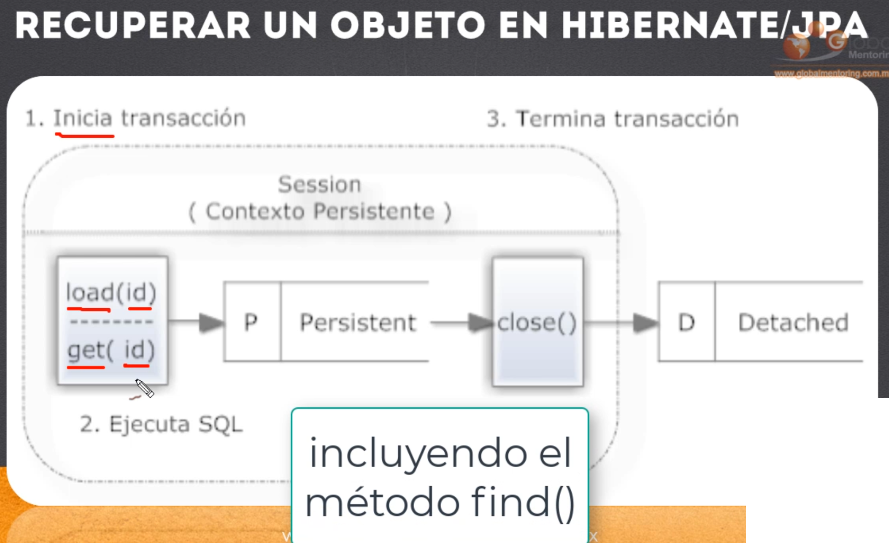 RECUPERAR UN OBJETO EN HIBERNATE/JPA
Mentorin
www.globalmentoring.com.m
1. Inicia transacción
3. Termina transacción
Session
( Contexto Persistente )
load(id)
get( id)
P
Persistent
close()
D
Detached
2. Ejecuta SQL
incluyendo el
método find()